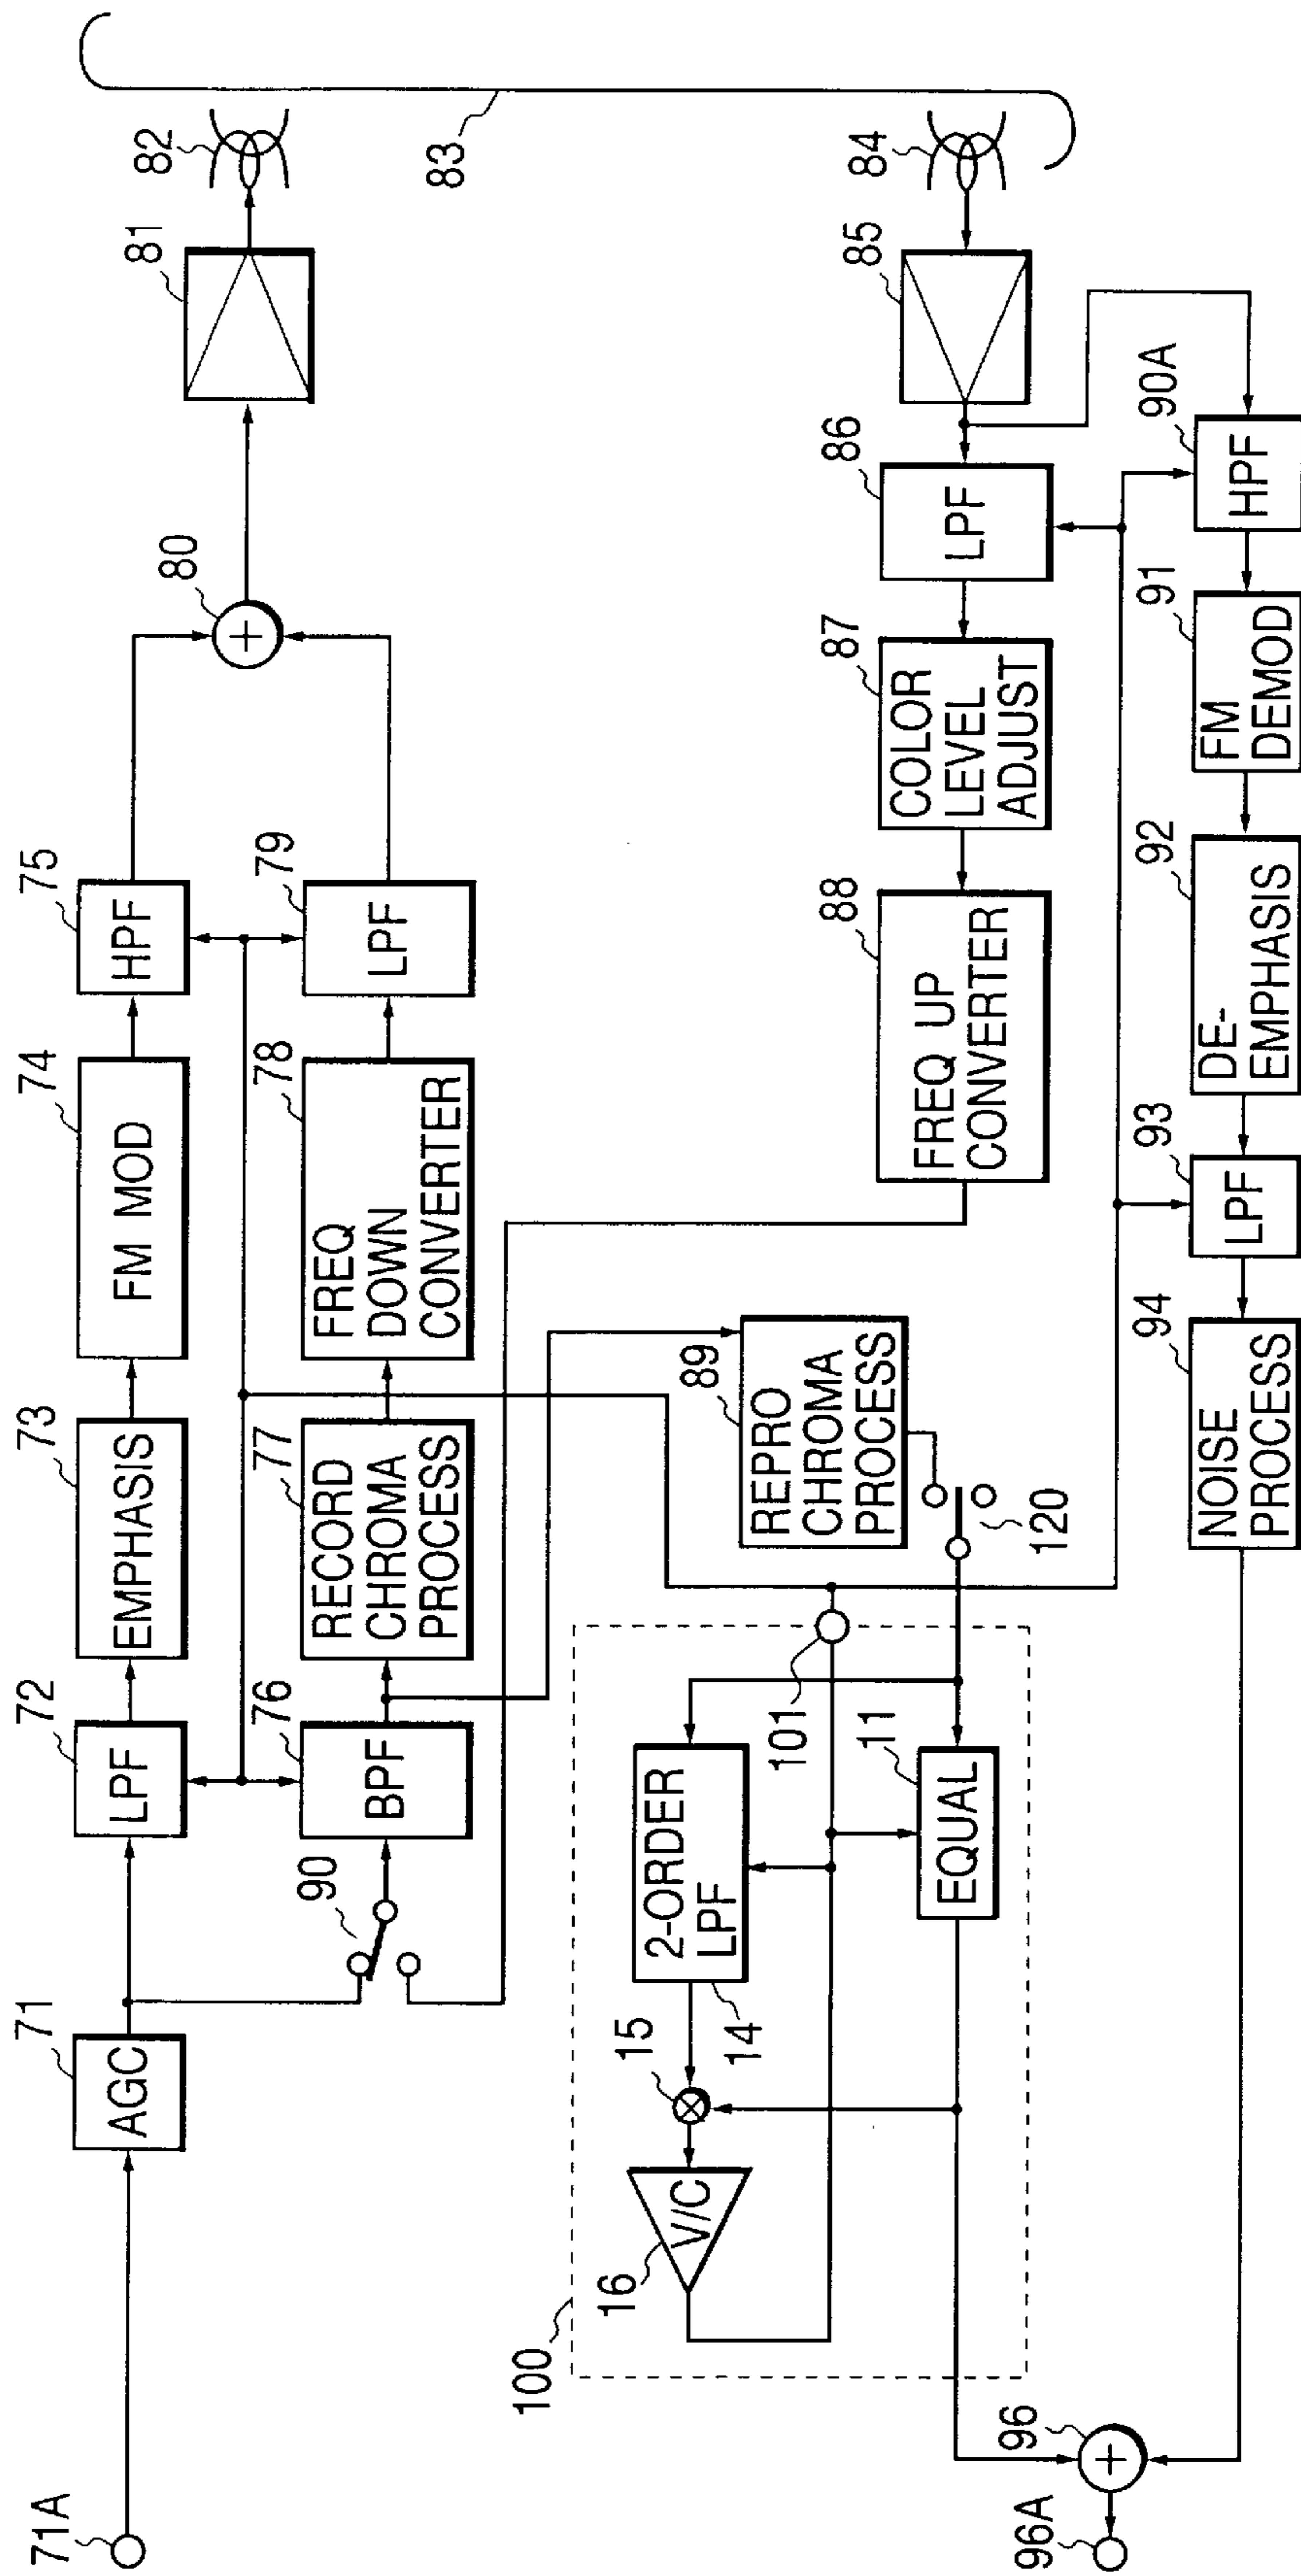 71A
71
AGC
72
LPF
73
EMPHASIS
74
FM MOD
75
HPF
80
81
82
83
90
76
BPF
77
RECORD
CHROMA
PROCESS
78
FREQ
DOWN
CONVERTER
79
LPF
100
16
V/C
15
14
2-ORDER
LPF
101
11
EQUAL
89
REPRO
CHROMA
PROCESS
120
88
FREQ UP
CONVERTER
87
COLOR
LEVEL
ADJUST
86
LPF
85
84
96A
96
94
NOISE
PROCESS
93
LPF
92
DE-
EMPHASIS
91
FM
DEMOD
90A
HPF